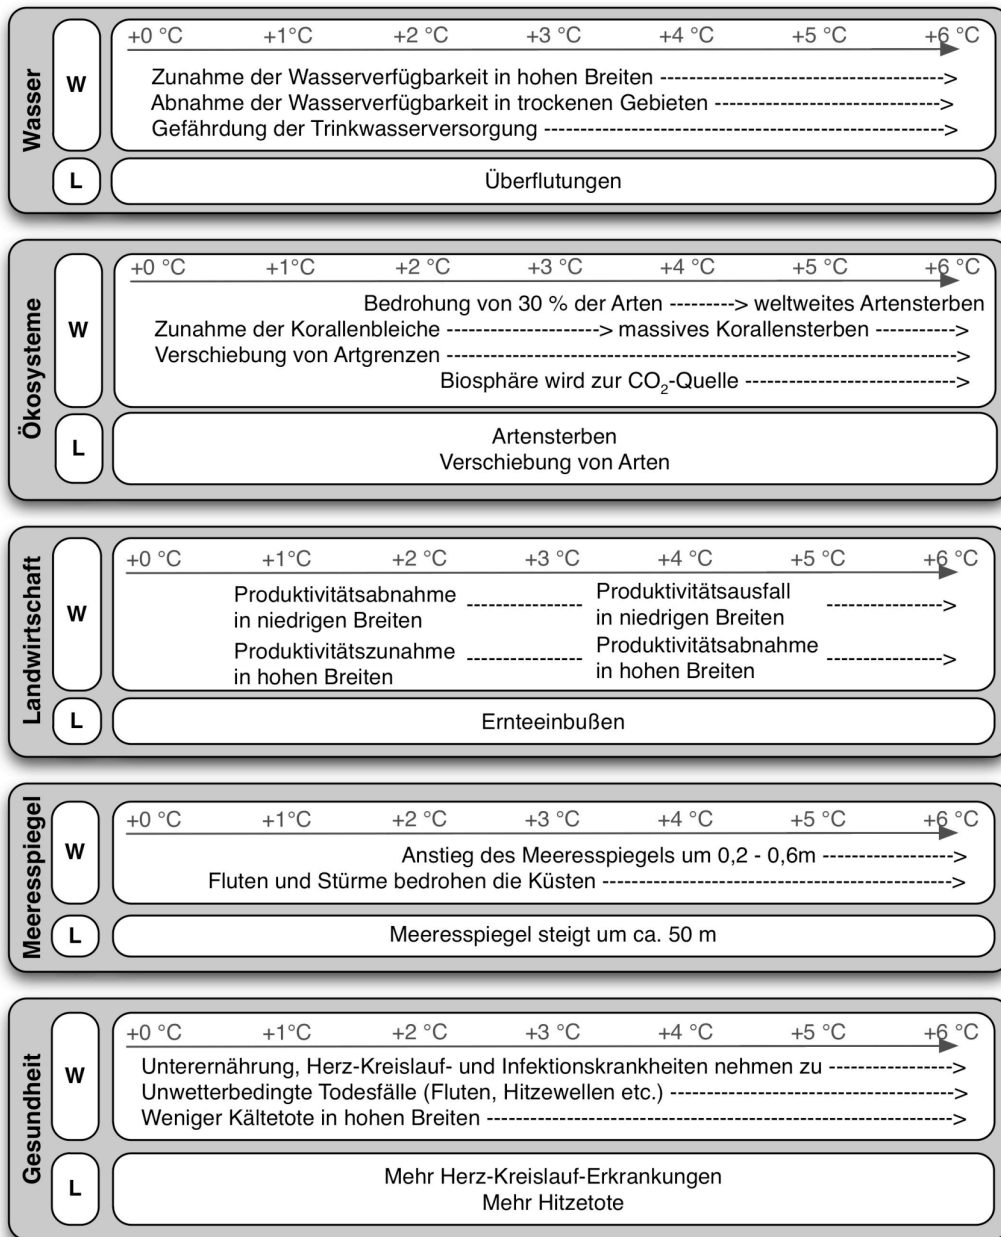 Wasser
W
+0 °C +1°C +2 °C +3 °C +4 °C +5 °C +6 °C
Zunahme der Wasserverfügbarkeit in hohen Breiten ---------------------------->
Abnahme der Wasserverfügbarkeit in trockenen Gebieten ----------------------->
Gefährdung der Trinkwasserversorgung ---------------------------------------->
L
Überflutungen
Ökosysteme
W
+0 °C +1°C +2 °C +3 °C +4 °C +5 °C +6 °C
Bedrohung von 30 % der Arten ---------> weltweites Artensterben
Zunahme der Korallenbleiche ----------------> massives Korallensterben --------->
Verschiebung von Artgrenzen ---------------------------------------------------->
Biosphäre wird zur CO₂-Quelle ---------------------->
L
Artensterben
Verschiebung von Arten
Landwirtschaft
W
+0 °C +1°C +2 °C +3 °C +4 °C +5 °C +6 °C
Produktivitätsabnahme in niedrigen Breiten ------------ Produktivitätsausfall in niedrigen Breiten ------------->
Produktivitätszunahme in hohen Breiten ------------ Produktivitätsabnahme in hohen Breiten ------------->
L
Ernteeinbußen
Meeresspiegel
W
+0 °C +1°C +2 °C +3 °C +4 °C +5 °C +6 °C
Anstieg des Meeresspiegels um 0,2 - 0,6m --------------->
Fluten und Stürme bedrohen die Küsten ------------------------------------>
L
Meeresspiegel steigt um ca. 50 m
Gesundheit
W
+0 °C +1°C +2 °C +3 °C +4 °C +5 °C +6 °C
Unterernährung, Herz-Kreislauf- und Infektionskrankheiten nehmen zu -------------->
Unwetterbedingte Todesfälle (Fluten, Hitzewellen etc.) ----------------------------->
Weniger Kältetote in hohen Breiten ------------------------------------------------>
L
Mehr Herz-Kreislauf-Erkrankungen
Mehr Hitzetote